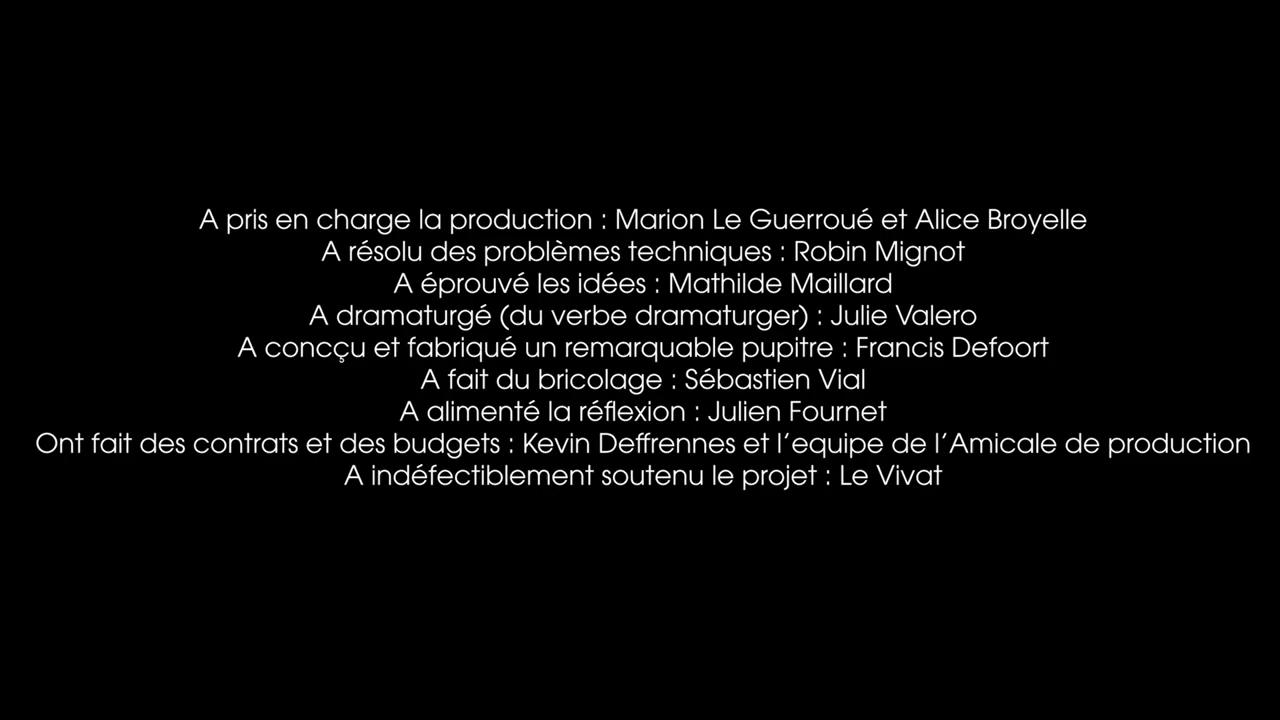 A pris en charge la production : Marion Le Guerroué et Alice Broyelle
A résolu des problèmes techniques : Robin Mignot
A éprouvé les idées : Mathilde Maillard
A dramaturgé (du verbe dramaturger) : Julie Valero
A concçu et fabriqué un remarquable pupitre : Francis Defoort
A fait du bricolage : Sébastien Vial
A alimenté la réflexion : Julien Fournet
Ont fait des contrats et des budgets : Kevin Deffrennes et l’equipe de l’Amicale de production
A indéfectiblement soutenu le projet : Le Vivat